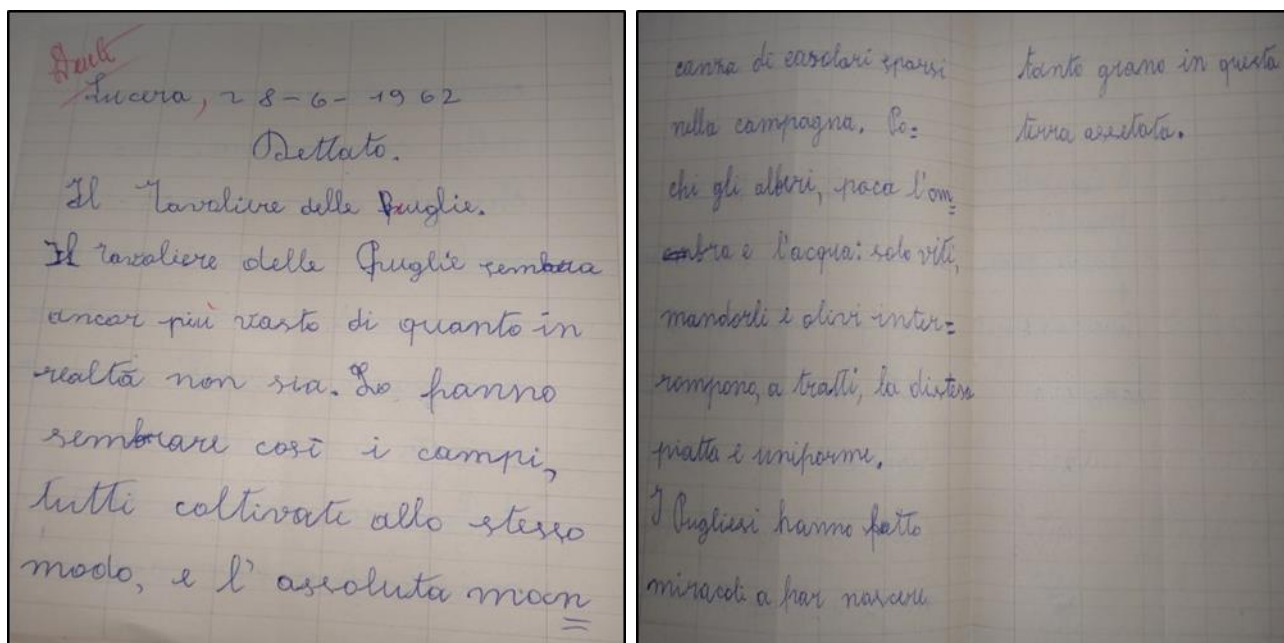 Lucera, 28-6-1962
Dettato.
Il Tavoliere delle Puglie.
Il Tavoliere delle Puglie sembra
ancor più vasto di quanto in
realtà non sia. Lo fanno
sembrare così i campi,
tutti coltivati allo stesso
modo, e l'assoluta man=
canza di casolari sparsi
nella campagna. Po=
chi gli alberi, poca l'om=
bra e l'acqua: solo viti,
mandorli e olivi inter=
rompono, a tratti, la distesa
piatta e uniforme.
I Pugliesi hanno fatto
miracoli a far nascere
tanto grano in questa
terra assetata.